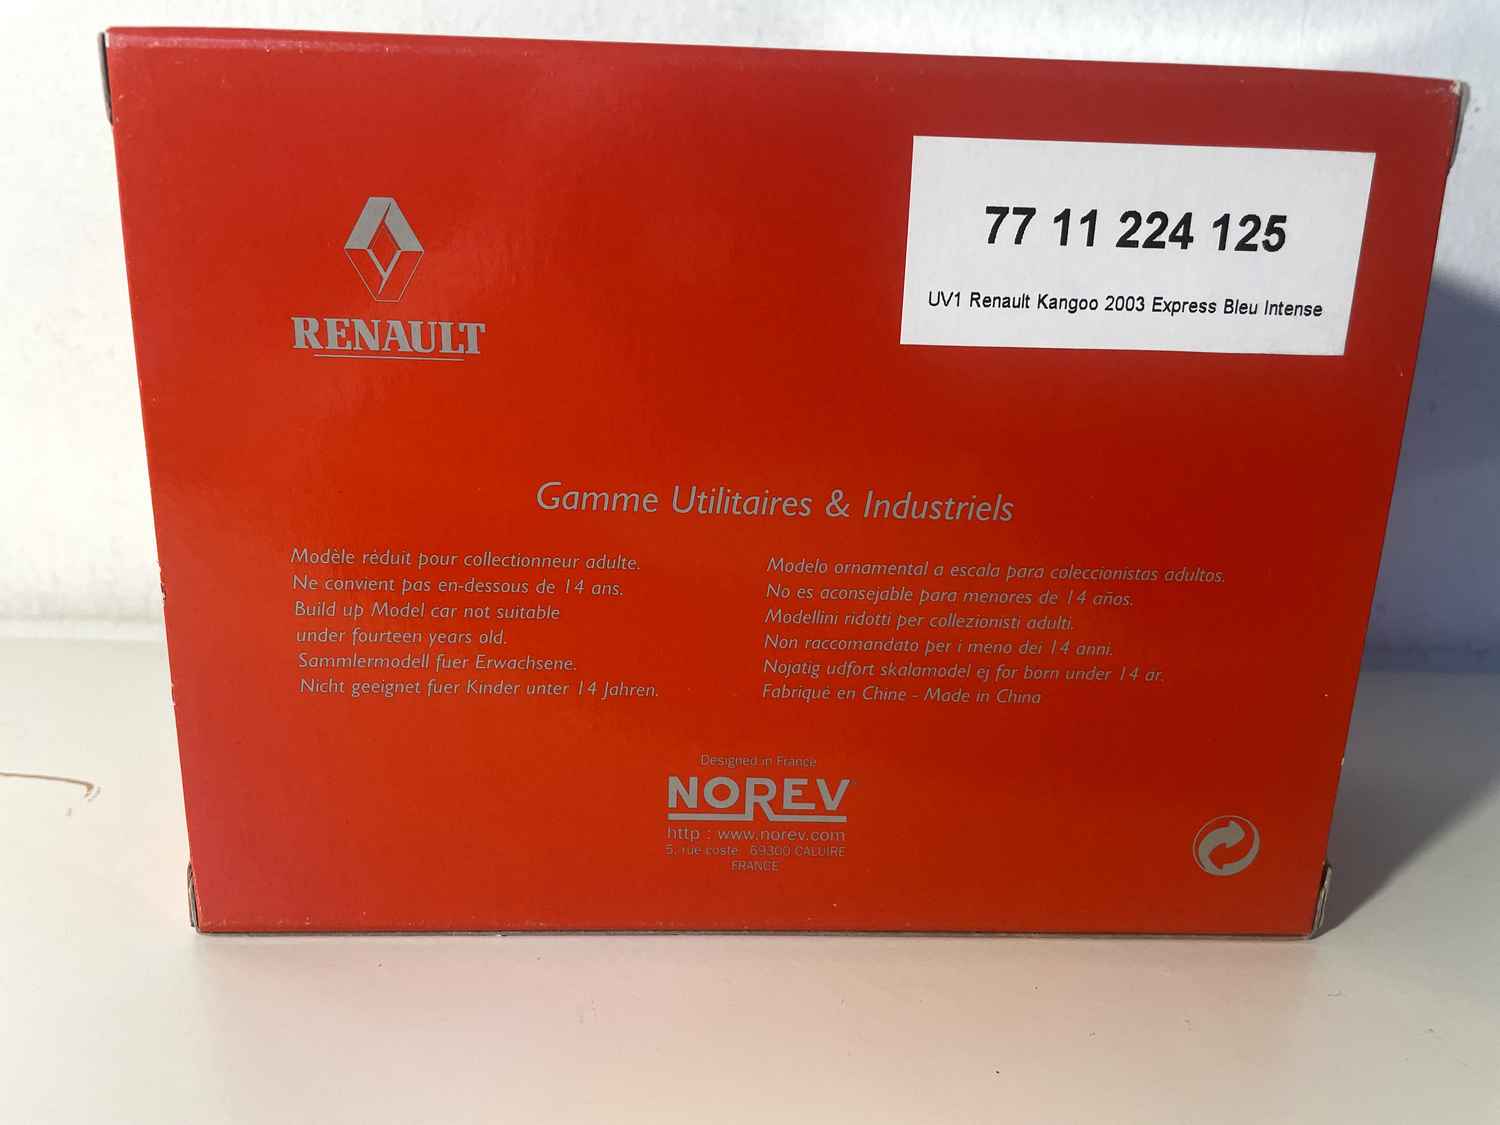 77 11 224 125
UV1 Renault Kangoo 2003 Express Bleu Intense
RENAULT
Gamme Utilitaires & Industriels
Modèle réduit pour collectionneur adulte.
Ne convient pas en-dessous de 14 ans.
Build up Model car not suitable
under fourteen years old.
Sammlermodell fuer Erwachsene.
Nicht geeignet fuer Kinder unter 14 Jahren.
Modelo ornamental a escala para coleccionistas adultos.
No es aconsejable para menores de 14 años.
Modellini ridotti per collezionisti adulti.
Non raccomandato per i meno dei 14 anni.
Nojatig udfort skalamodel ej for born under 14 år.
Fabriqué en Chine - Made in China
Designed in France
NOREV
http : www.norev.com
5, rue coste 69300 CALUIRE
FRANCE